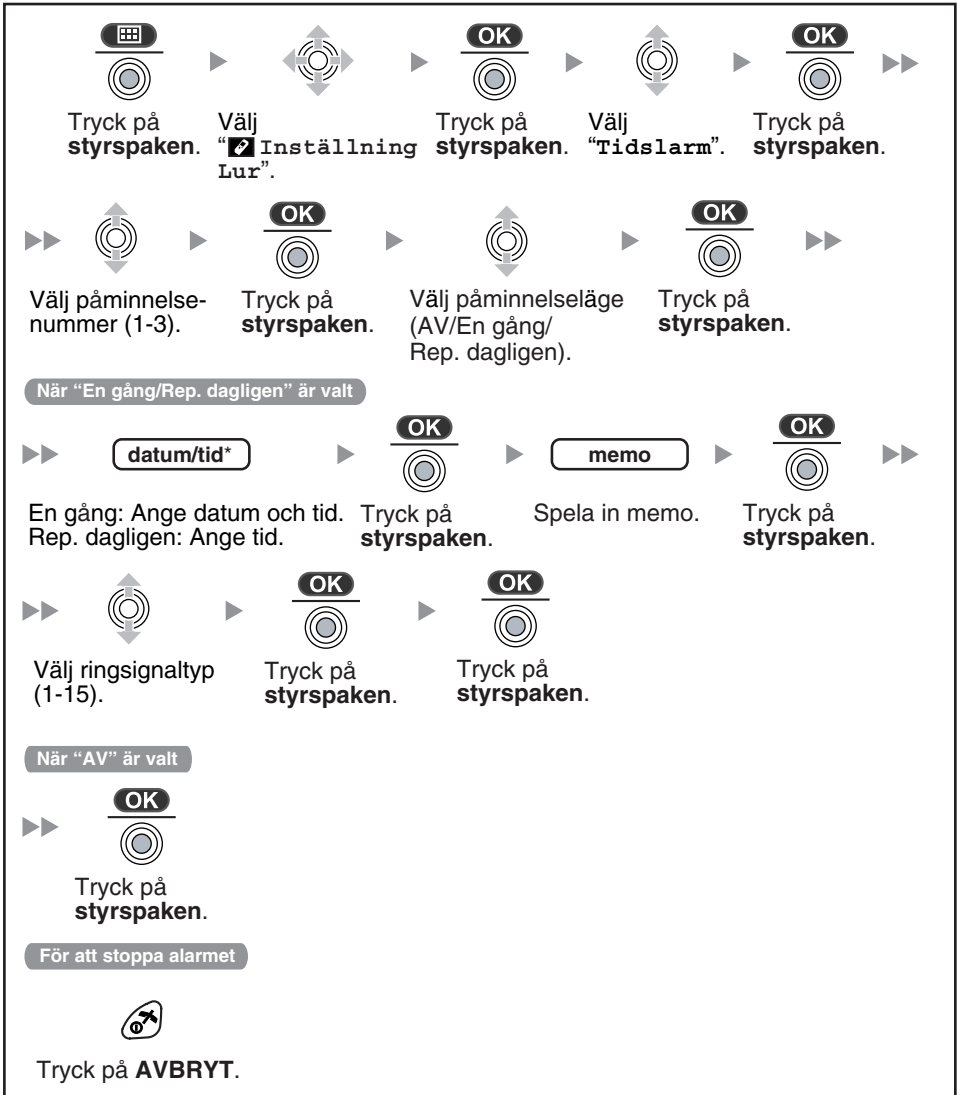 OK OK
Tryck på styrspaken. Välj "Inställning Lur". Tryck på styrspaken. Välj "Tidslarm". Tryck på styrspaken.
OK OK
Välj påminnelse-nummer (1-3). Tryck på styrspaken. Välj påminnelseläge (AV/En gång/ Rep. dagligen). Tryck på styrspaken.
När "En gång/Rep. dagligen" är valt
datum/tid* OK memo OK
En gång: Ange datum och tid. Rep. dagligen: Ange tid. Tryck på styrspaken. Spela in memo. Tryck på styrspaken.
OK OK
Välj ringsignaltyp (1-15). Tryck på styrspaken. Tryck på styrspaken.
När "AV" är valt
OK
Tryck på
styrspaken.
För att stoppa alarmet
Tryck på AVBRYT.